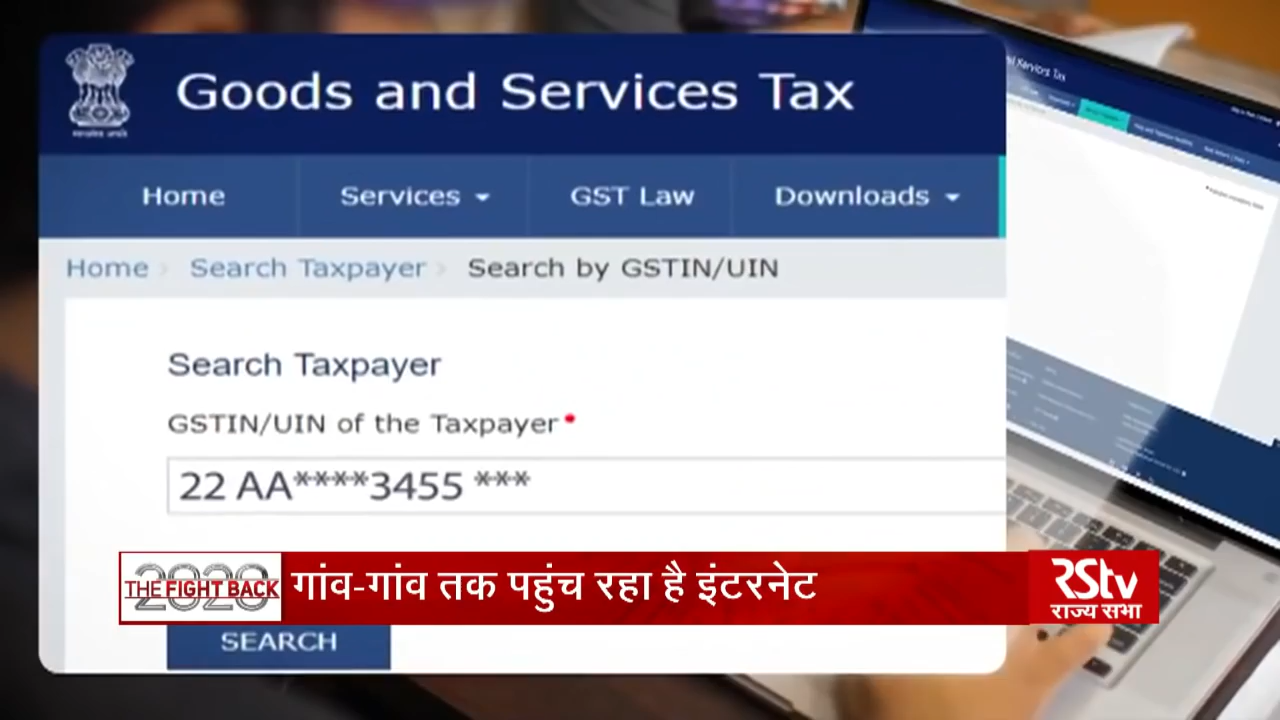 Goods and Services Tax
Home Services GST Law Downloads
Home Search Taxpayer Search by GSTIN/UIN
Search Taxpayer
GSTIN/UIN of the Taxpayer
22 AA****3455 ***
2020
THE FIGHT BACK
गांव-गांव तक पहुंच रहा है इंटरनेट
RStv
राज्य सभा
SEARCH